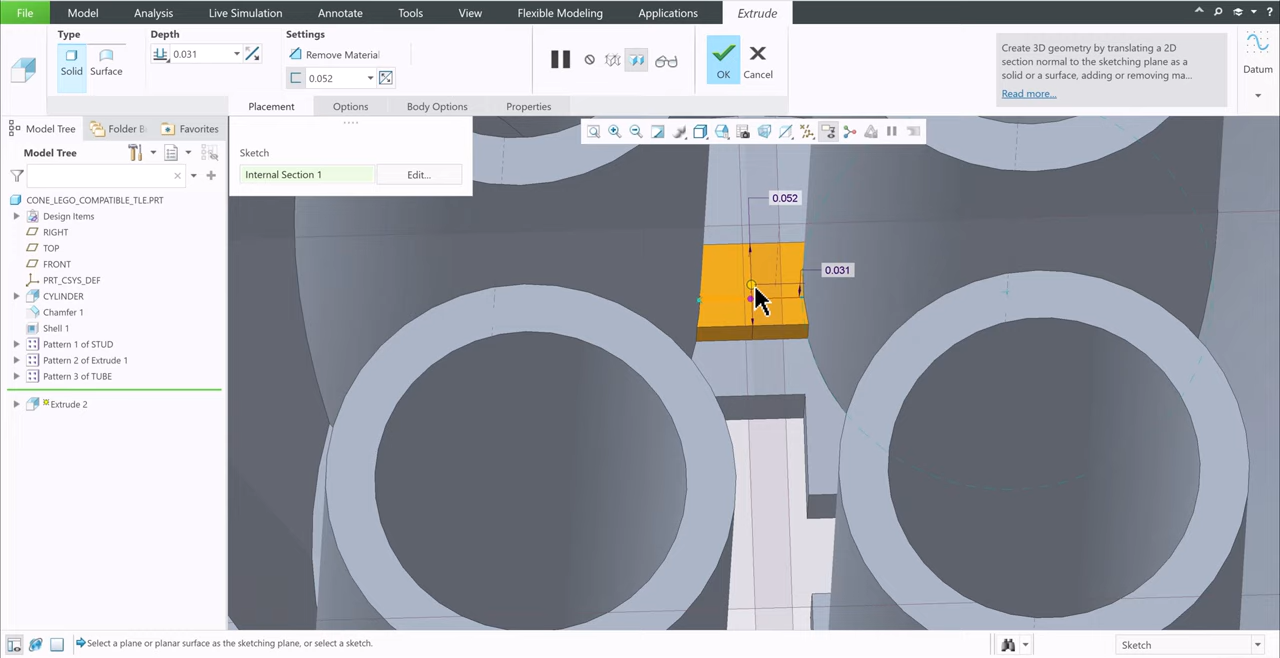 File Model Analysis Live Simulation Annotate Tools View Flexible Modeling Applications Extrude
Type Depth Settings
Solid Surface
0.031
Remove Material
0.052
OK Cancel
Create 3D geometry by translating a 2D
section normal to the sketching plane as a
solid or a surface, adding or removing ma...
Read more...
Datum
Placement Options Body Options Properties
Model Tree Folder B Favorites
Model Tree
Sketch
Internal Section 1 Edit...
CONE_LEGO_COMPATIBLE_TLE.PRT
Design Items
RIGHT
TOP
FRONT
PRT_CSYS_DEF
CYLINDER
Chamfer 1
Shell 1
Pattern 1 of STUD
Pattern 2 of Extrude 1
Pattern 3 of TUBE
Extrude 2
0.052
0.031
Select a plane or planar surface as the sketching plane, or select a sketch.
Sketch